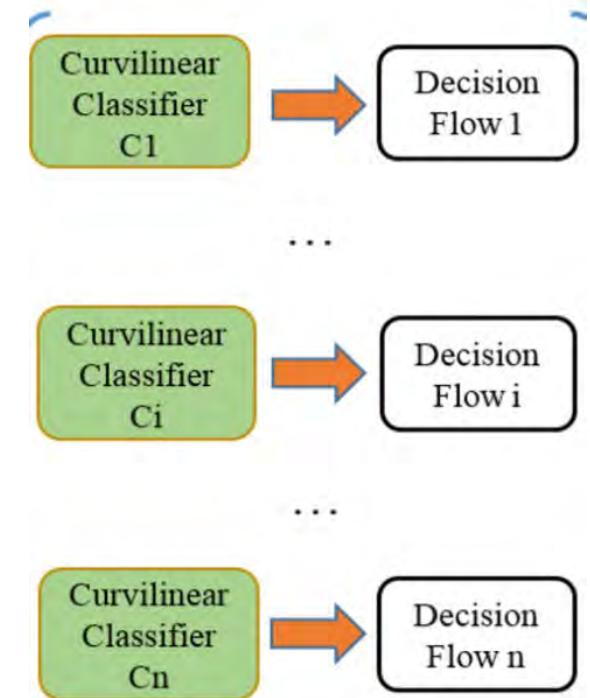 Curvilinear
Classifier
C1
Decision
Flow 1
...
Curvilinear
Classifier
Ci
Decision
Flow i
...
Curvilinear
Classifier
Cn
Decision
Flow n